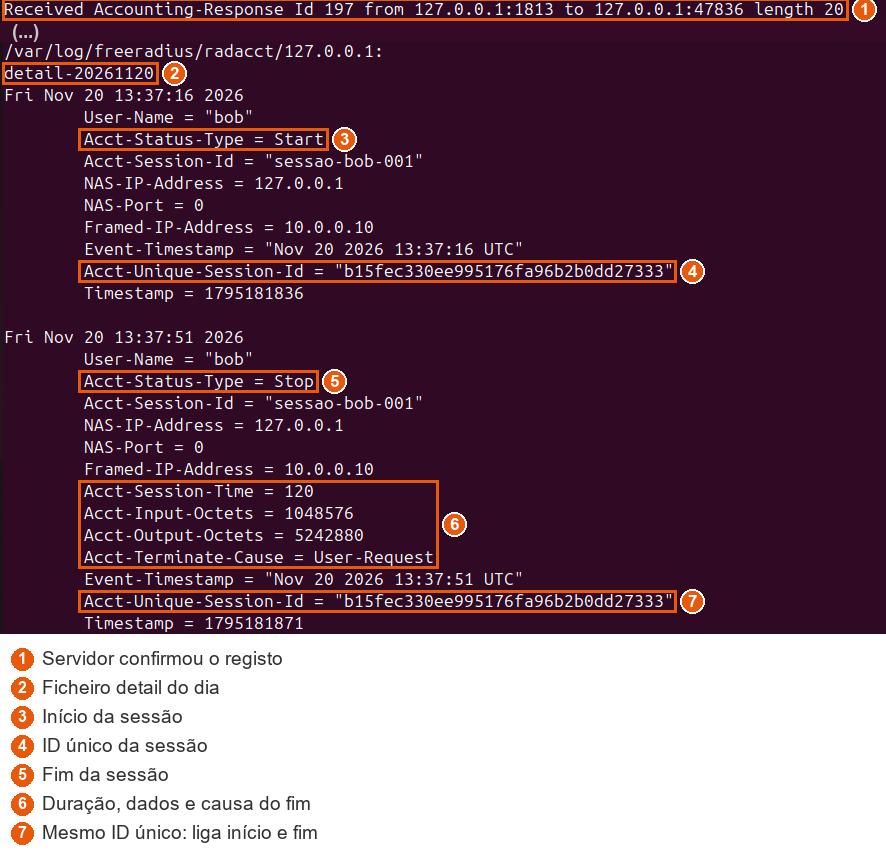 Received Accounting-Response Id 197 from 127.0.0.1:1813 to 127.0.0.1:47836 length 20 1
(...)
/var/log/freeradius/radacct/127.0.0.1:
detail-20261120 2
Fri Nov 20 13:37:16 2026
User-Name = "bob"
Acct-Status-Type = Start 3
Acct-Session-Id = "sessao-bob-001"
NAS-IP-Address = 127.0.0.1
NAS-Port = 0
Framed-IP-Address = 10.0.0.10
Event-Timestamp = "Nov 20 2026 13:37:16 UTC"
Acct-Unique-Session-Id = "b15fec330ee995176fa96b2b0dd27333" 4
Timestamp = 1795181836
Fri Nov 20 13:37:51 2026
User-Name = "bob"
Acct-Status-Type = Stop 5
Acct-Session-Id = "sessao-bob-001"
NAS-IP-Address = 127.0.0.1
NAS-Port = 0
Framed-IP-Address = 10.0.0.10
Acct-Session-Time = 120
Acct-Input-Octets = 1048576
Acct-Output-Octets = 5242880 6
Acct-Terminate-Cause = User-Request
Event-Timestamp = "Nov 20 2026 13:37:51 UTC"
Acct-Unique-Session-Id = "b15fec330ee995176fa96b2b0dd27333" 7
Timestamp = 1795181871
1 Servidor confirmou o registo
2 Ficheiro detail do dia
3 Início da sessão
4 ID único da sessão
5 Fim da sessão
6 Duração, dados e causa do fim
7 Mesmo ID único: liga início e fim